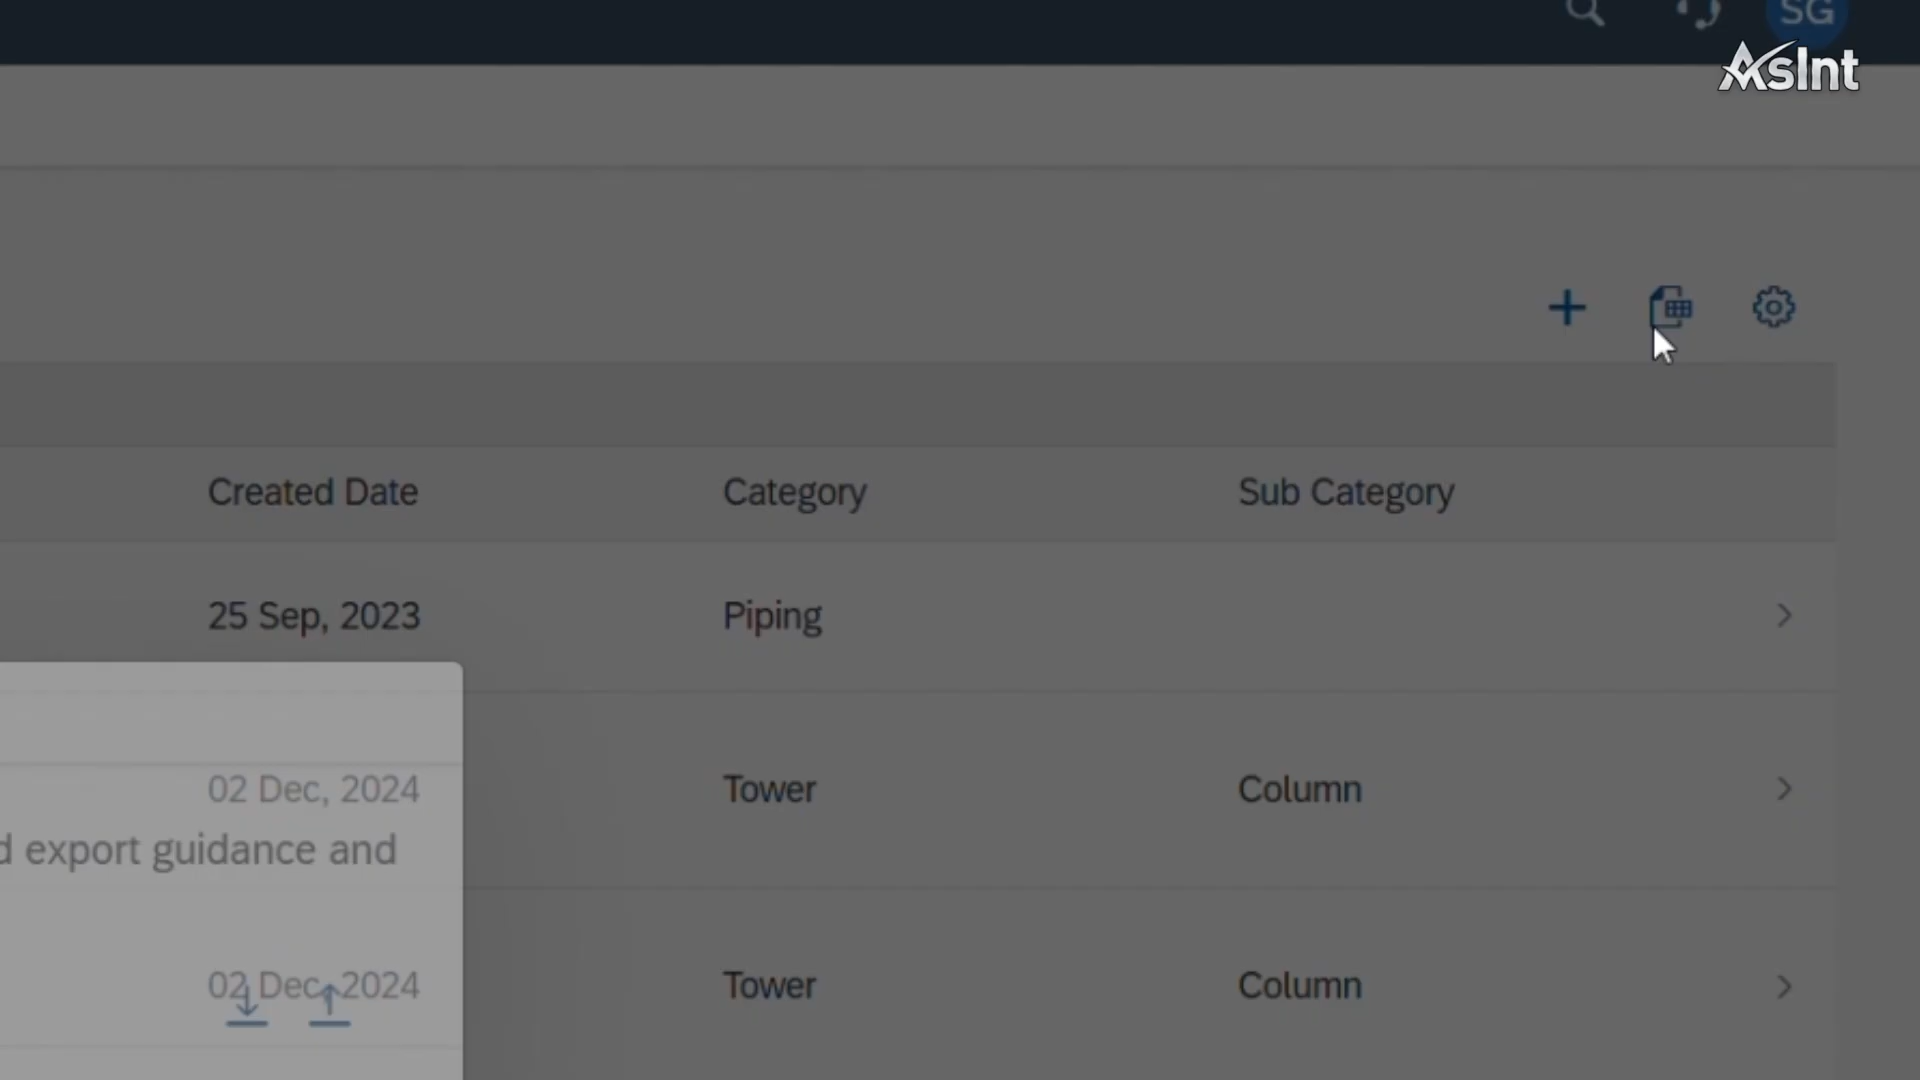 SG
AsInt
Created Date Category Sub Category
25 Sep, 2023 Piping
02 Dec, 2024 Tower Column
d export guidance and
02 Dec, 2024 Tower Column